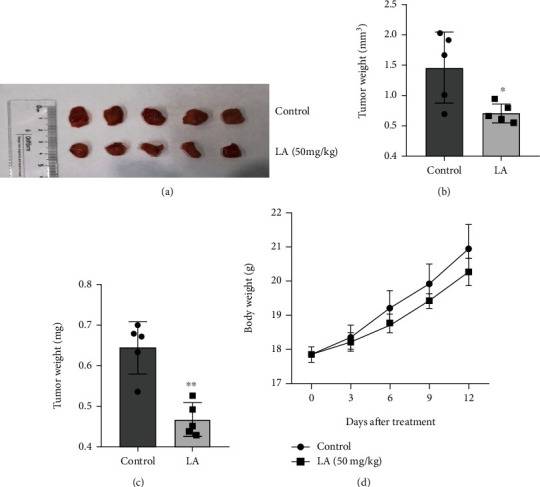 Control
LA (50mg/kg)
(a)
Tumor weight (mm³)
2.5
2.0
1.5
1.0
0.5
1.4
*
Control
LA
(b)
Tumor weight (mg)
0.8
0.7
0.6
0.5
0.4
**
Control
LA
(c)
Body weight (g)
22
21
20
19
18
17
0
3
6
9
12
Days after treatment
Control
LA (50 mg/kg)
(d)